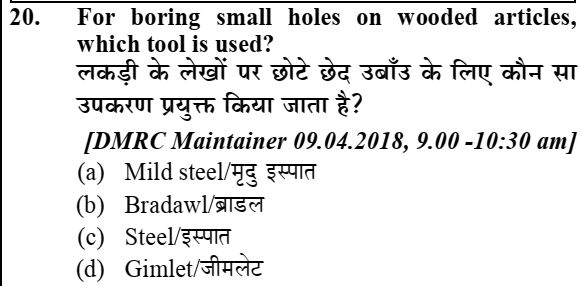 20. For boring small holes on wooded articles,
which tool is used?
लकड़ी के लेखों पर छोटे छेद उबाँउ के लिए कौन सा
उपकरण प्रयुक्त किया जाता है?
[DMRC Maintainer 09.04.2018, 9.00 -10:30 am]
(a) Mild steel/मृदु इस्पात
(b) Bradawl/ब्राडल
(c) Steel/इस्पात
(d) Gimlet/जीमलेट